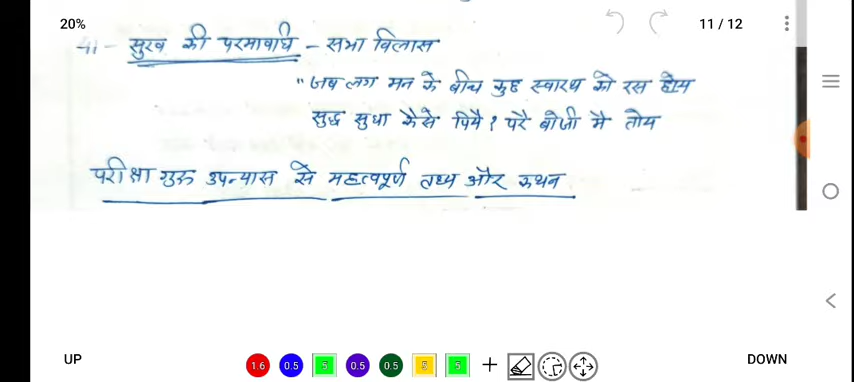 20%
11 / 12
41 - सुख की परमावधि - सभा विलास
"जब लग मन के बीच कुछ स्वारथ को रस होय
सुद्ध सुधा कैसे पियै? परै बीजी मै तोय
परीक्षा गुरु उपन्यास से महत्वपूर्ण तथ्य और कथन
UP
1.6 0.5 5 0.5 0.5 5 5
DOWN